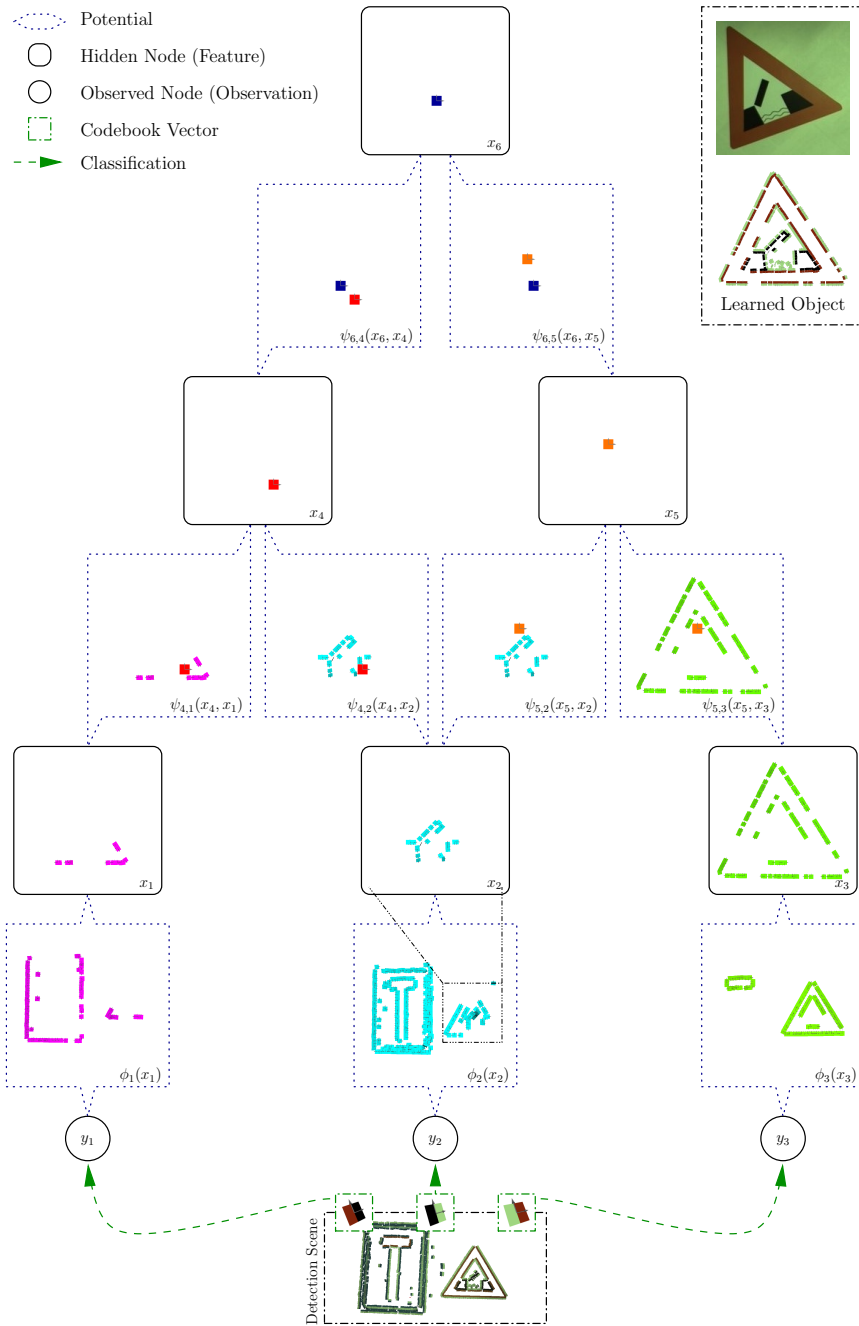 Potential
Hidden Node (Feature)
Observed Node (Observation)
Codebook Vector
Classification
x₆
Learned Object
ψ₆,₄(x₆, x₄)
ψ₆,₅(x₆, x₅)
x₄
x₅
ψ₄,₁(x₄, x₁)
ψ₄,₂(x₄, x₂)
ψ₅,₂(x₅, x₂)
ψ₅,₃(x₅, x₃)
x₁
x₂
x₃
ϕ₁(x₁)
ϕ₂(x₂)
ϕ₃(x₃)
y₁
y₂
y₃
Detection Scene